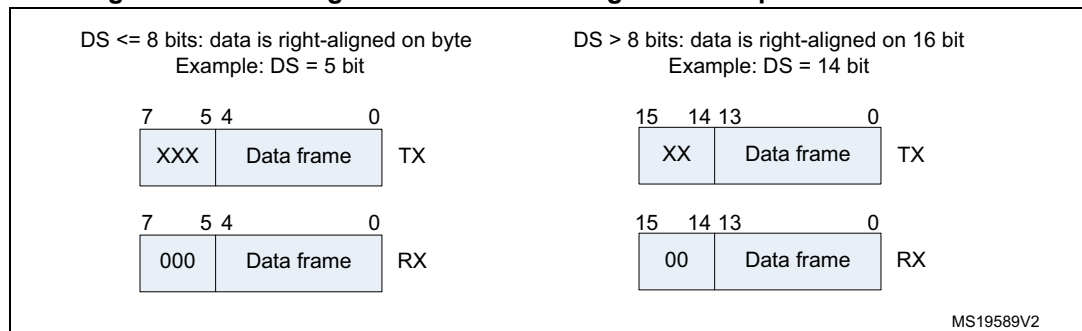 DS <= 8 bits: data is right-aligned on byte
Example: DS = 5 bit
7 5 4 0
XXX Data frame TX
7 5 4 0
000 Data frame RX
DS > 8 bits: data is right-aligned on 16 bit
Example: DS = 14 bit
15 14 13 0
XX Data frame TX
15 14 13 0
00 Data frame RX
MS19589V2